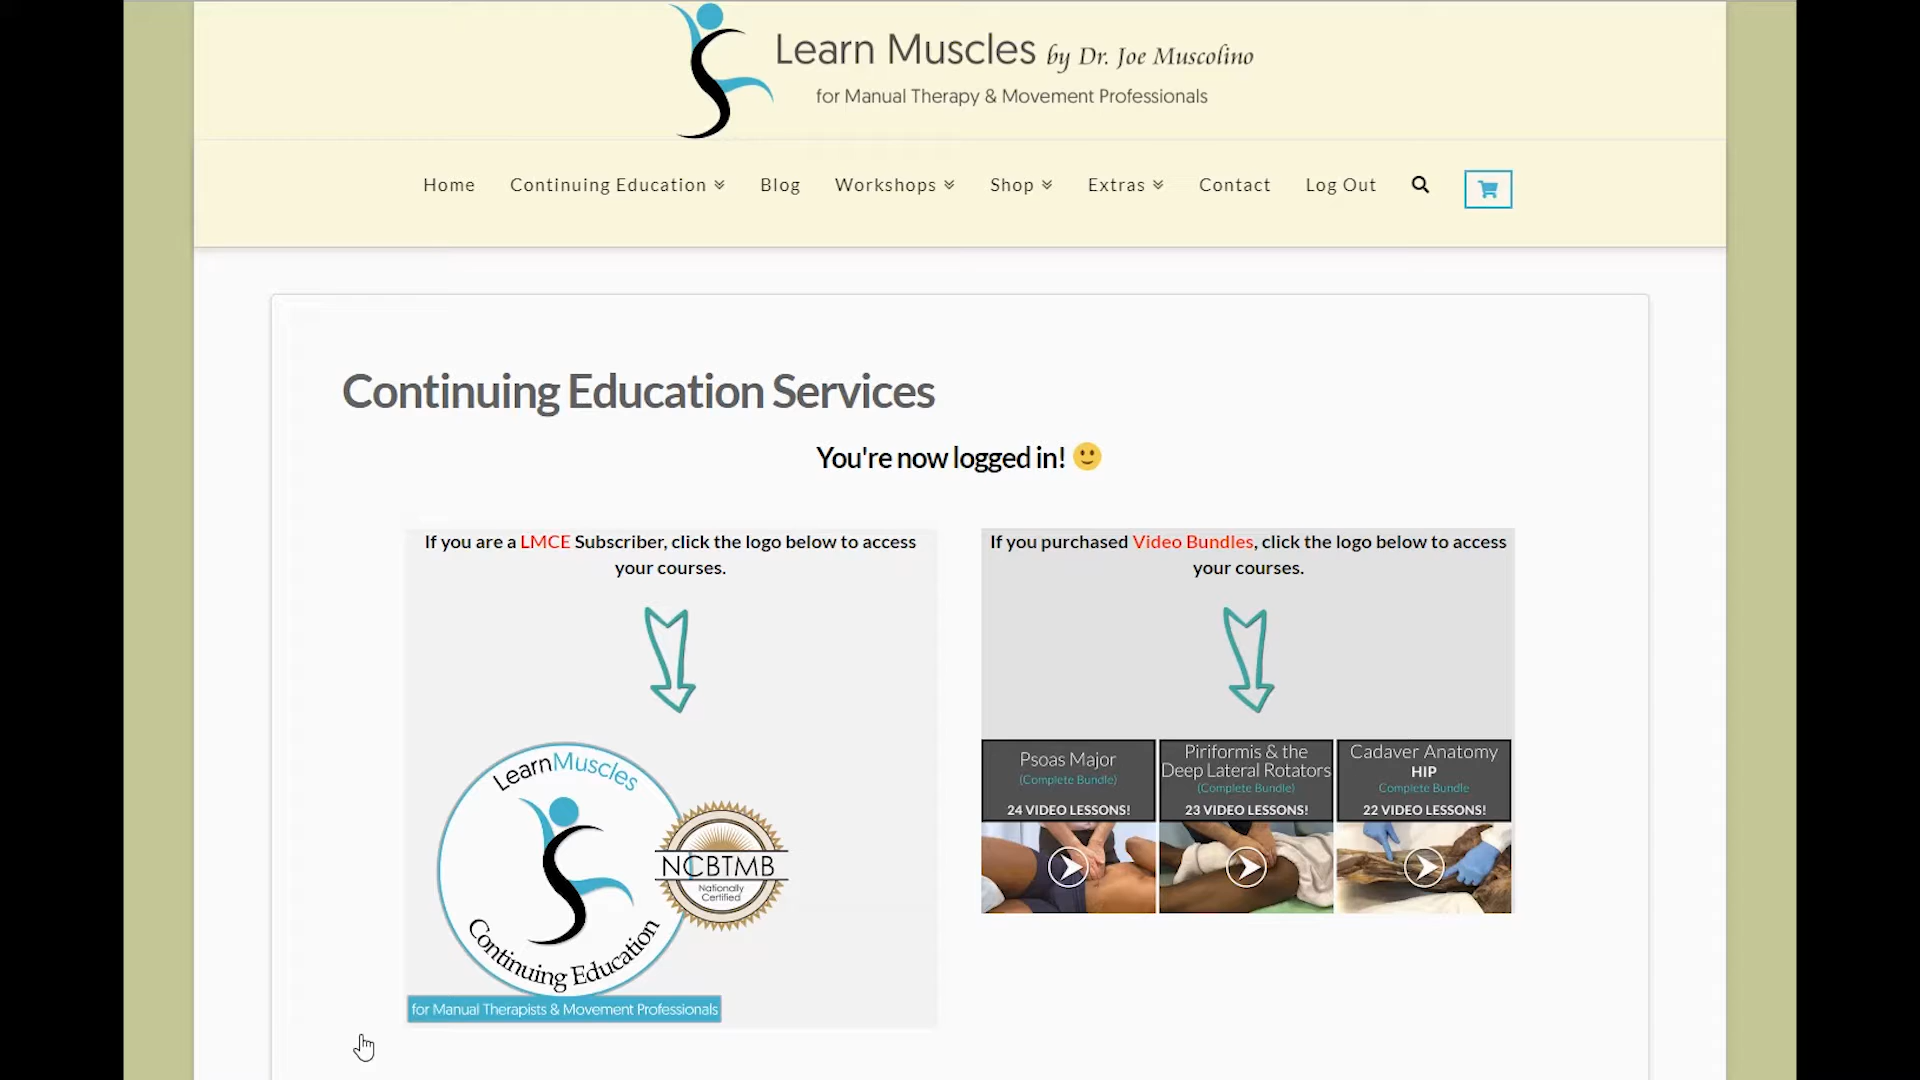 Learn Muscles by Dr. Joe Muscolino
for Manual Therapy & Movement Professionals
Home Continuing Education Blog Workshops Shop Extras Contact Log Out
Continuing Education Services
You're now logged in!
If you are a LMCE Subscriber, click the logo below to access
your courses.
LearnMuscles
Continuing Education
NCBTMB
Nationally
Certified
for Manual Therapists & Movement Professionals
If you purchased Video Bundles, click the logo below to access
your courses.
Psoas Major
(Complete Bundle)
24 VIDEO LESSONS!
Piriformis & the
Deep Lateral Rotators
(Complete Bundle)
23 VIDEO LESSONS!
Cadaver Anatomy
HIP
Complete Bundle
22 VIDEO LESSONS!